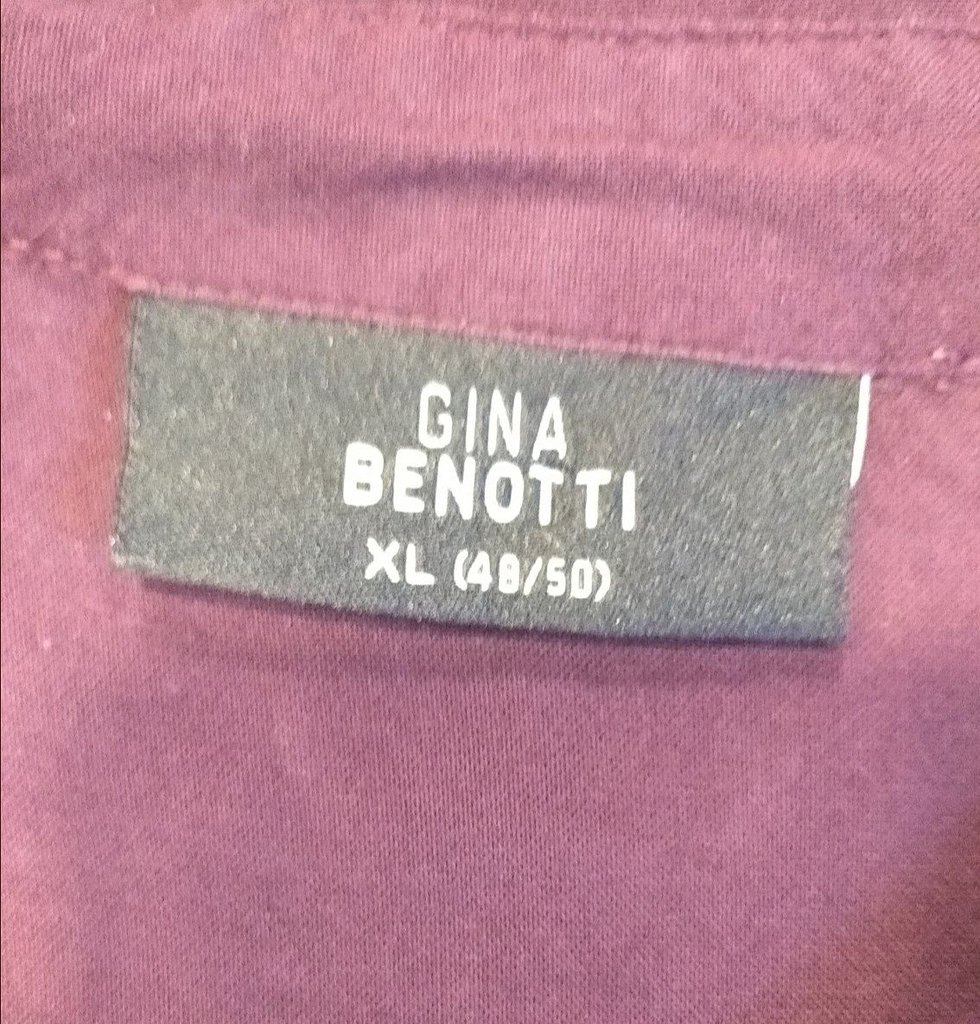 GINA
BENOTTI
XL (48/50)